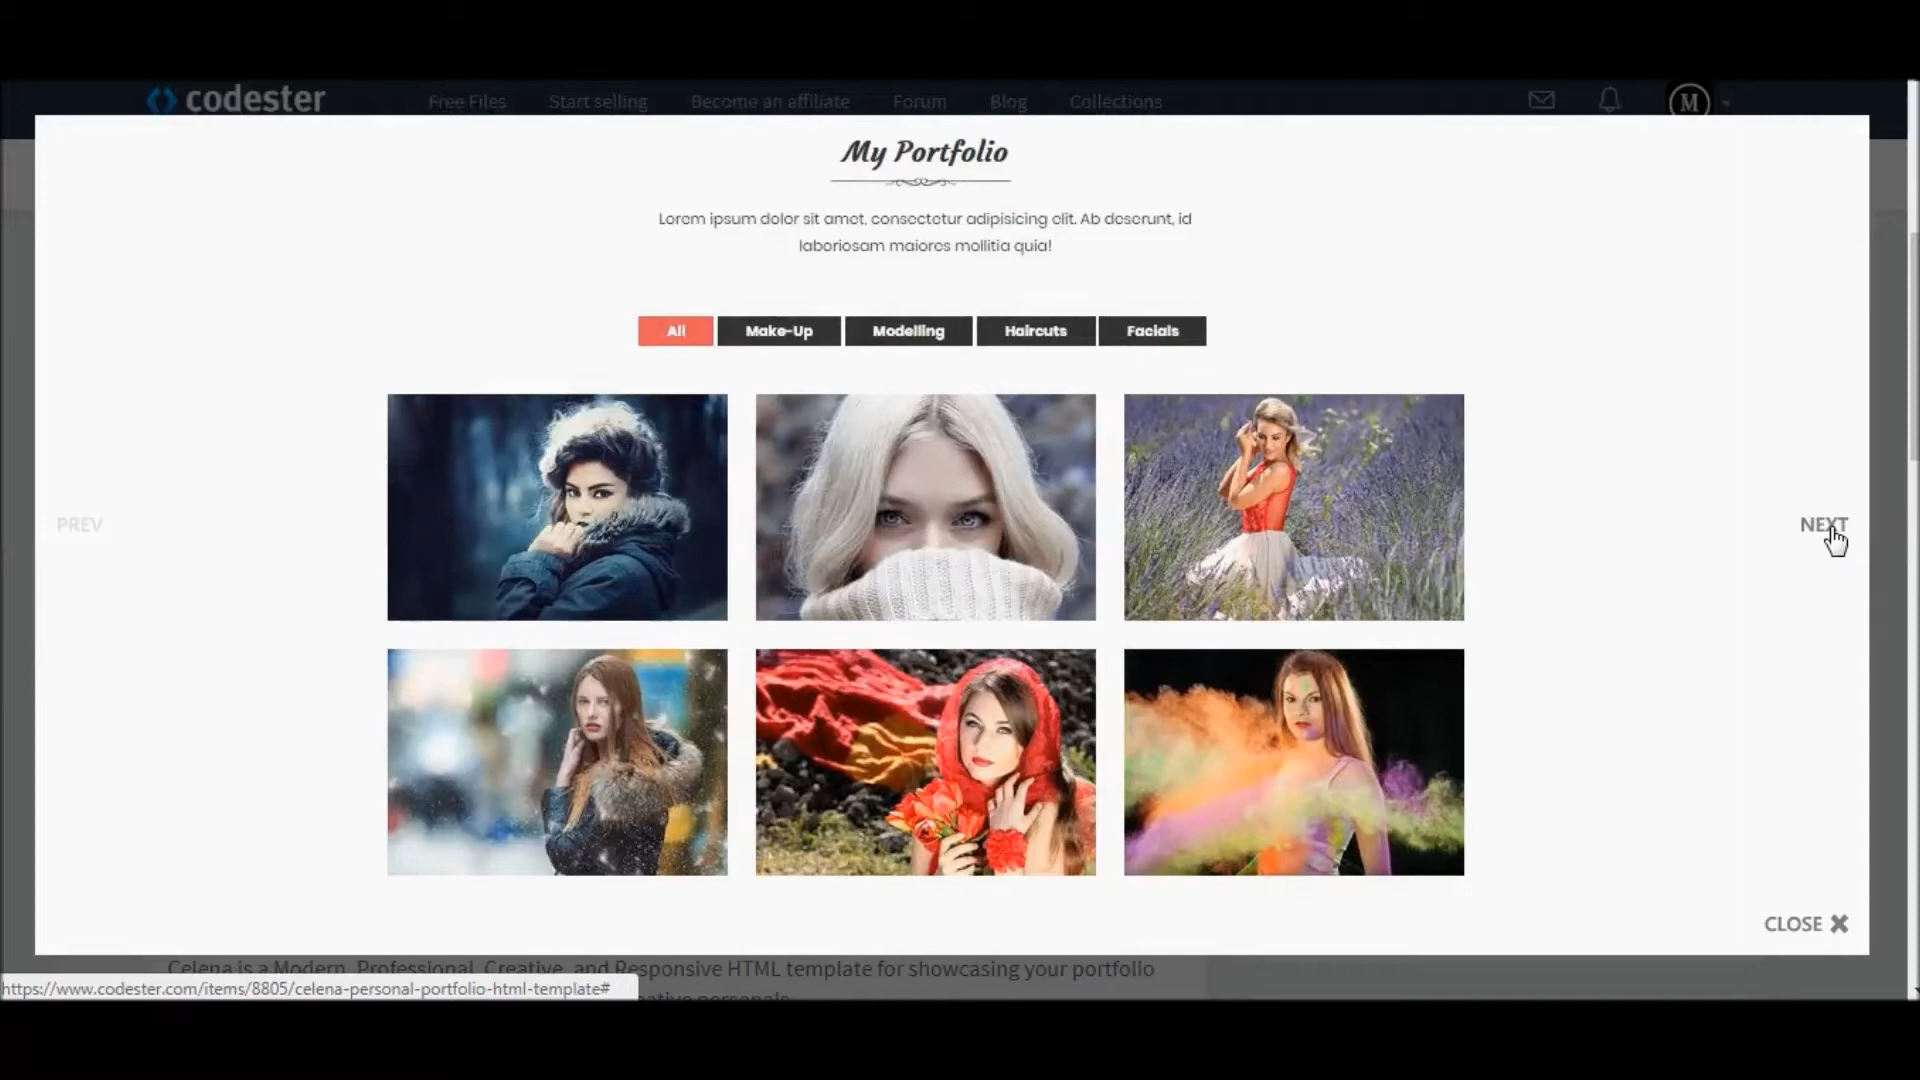 codester
Free Files Start selling Become an affiliate Forum Blog Collections
M
My Portfolio
Lorem ipsum dolor sit amet, consectetur adipisicing elit. Ab deserunt, id
laboriosam maiores mollitia quia!
All Make-Up Modelling Haircuts Facials
PREV
NEXT
CLOSE
Celena is a Modern, Professional, Creative, and Responsive HTML template for showcasing your portfolio
https://www.codester.com/items/8805/celena-personal-portfolio-html-template#